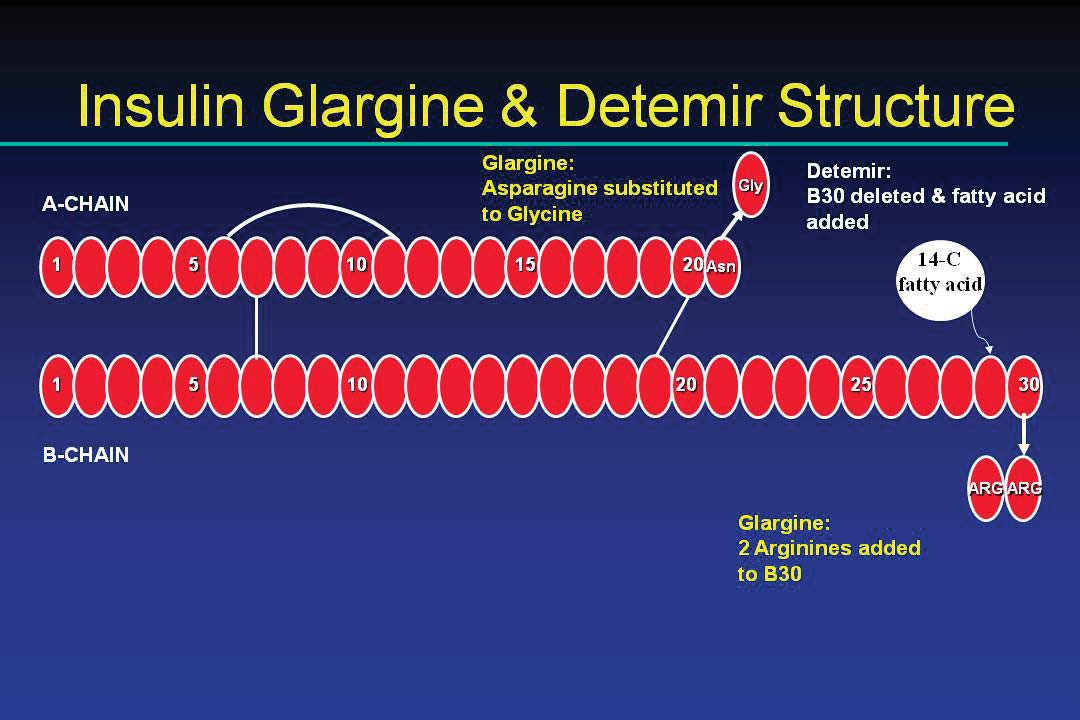 Insulin Glargine & Detemir Structure
Glargine:
Asparagine substituted
to Glycine
Gly
Detemir:
B30 deleted & fatty acid
added
A-CHAIN
14-C
fatty acid
1 5 10 15 20 Asn
1 5 10 20 25 30
B-CHAIN
ARG ARG
Glargine:
2 Arginines added
to B30